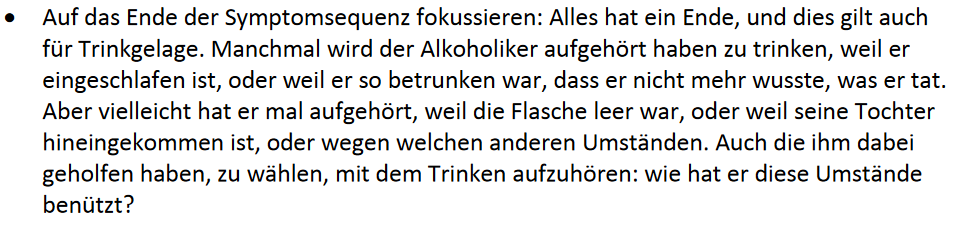 • Auf das Ende der Symptomsequenz fokussieren: Alles hat ein Ende, und dies gilt auch
für Trinkgelage. Manchmal wird der Alkoholiker aufgehört haben zu trinken, weil er
eingeschlafen ist, oder weil er so betrunken war, dass er nicht mehr wusste, was er tat.
Aber vielleicht hat er mal aufgehört, weil die Flasche leer war, oder weil seine Tochter
hineingekommen ist, oder wegen welchen anderen Umständen. Auch die ihm dabei
geholfen haben, zu wählen, mit dem Trinken aufzuhören: wie hat er diese Umstände
benützt?